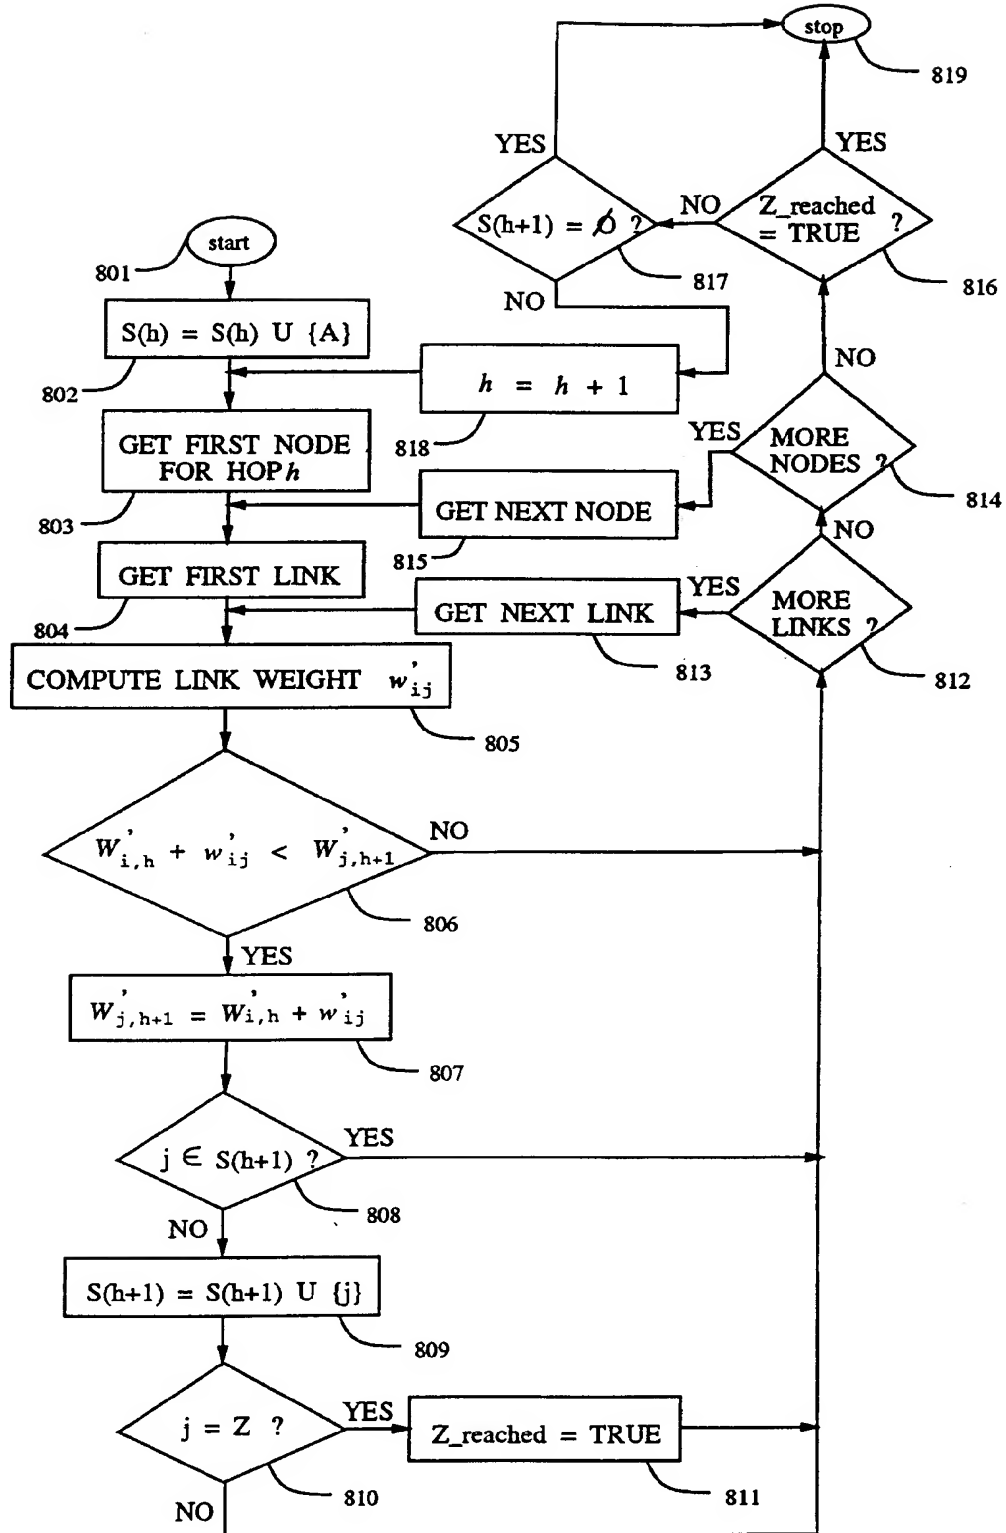 stop
819
YES
YES
S(h+1) = ∅ ?
NO
Z_reached
= TRUE ?
817
816
NO
start
801
S(h) = S(h) U {A}
802
h = h + 1
818
NO
GET FIRST NODE
FOR HOP h
803
YES
MORE
NODES ?
814
GET NEXT NODE
815
NO
GET FIRST LINK
804
YES
GET NEXT LINK
813
MORE
LINKS ?
812
COMPUTE LINK WEIGHT w'ij
805
W'i,h + w'ij < W'j,h+1
NO
806
YES
W'j,h+1 = W'i,h + w'ij
807
j ∈ S(h+1) ?
YES
808
NO
S(h+1) = S(h+1) U {j}
809
j = Z ?
YES
Z_reached = TRUE
810
811
NO